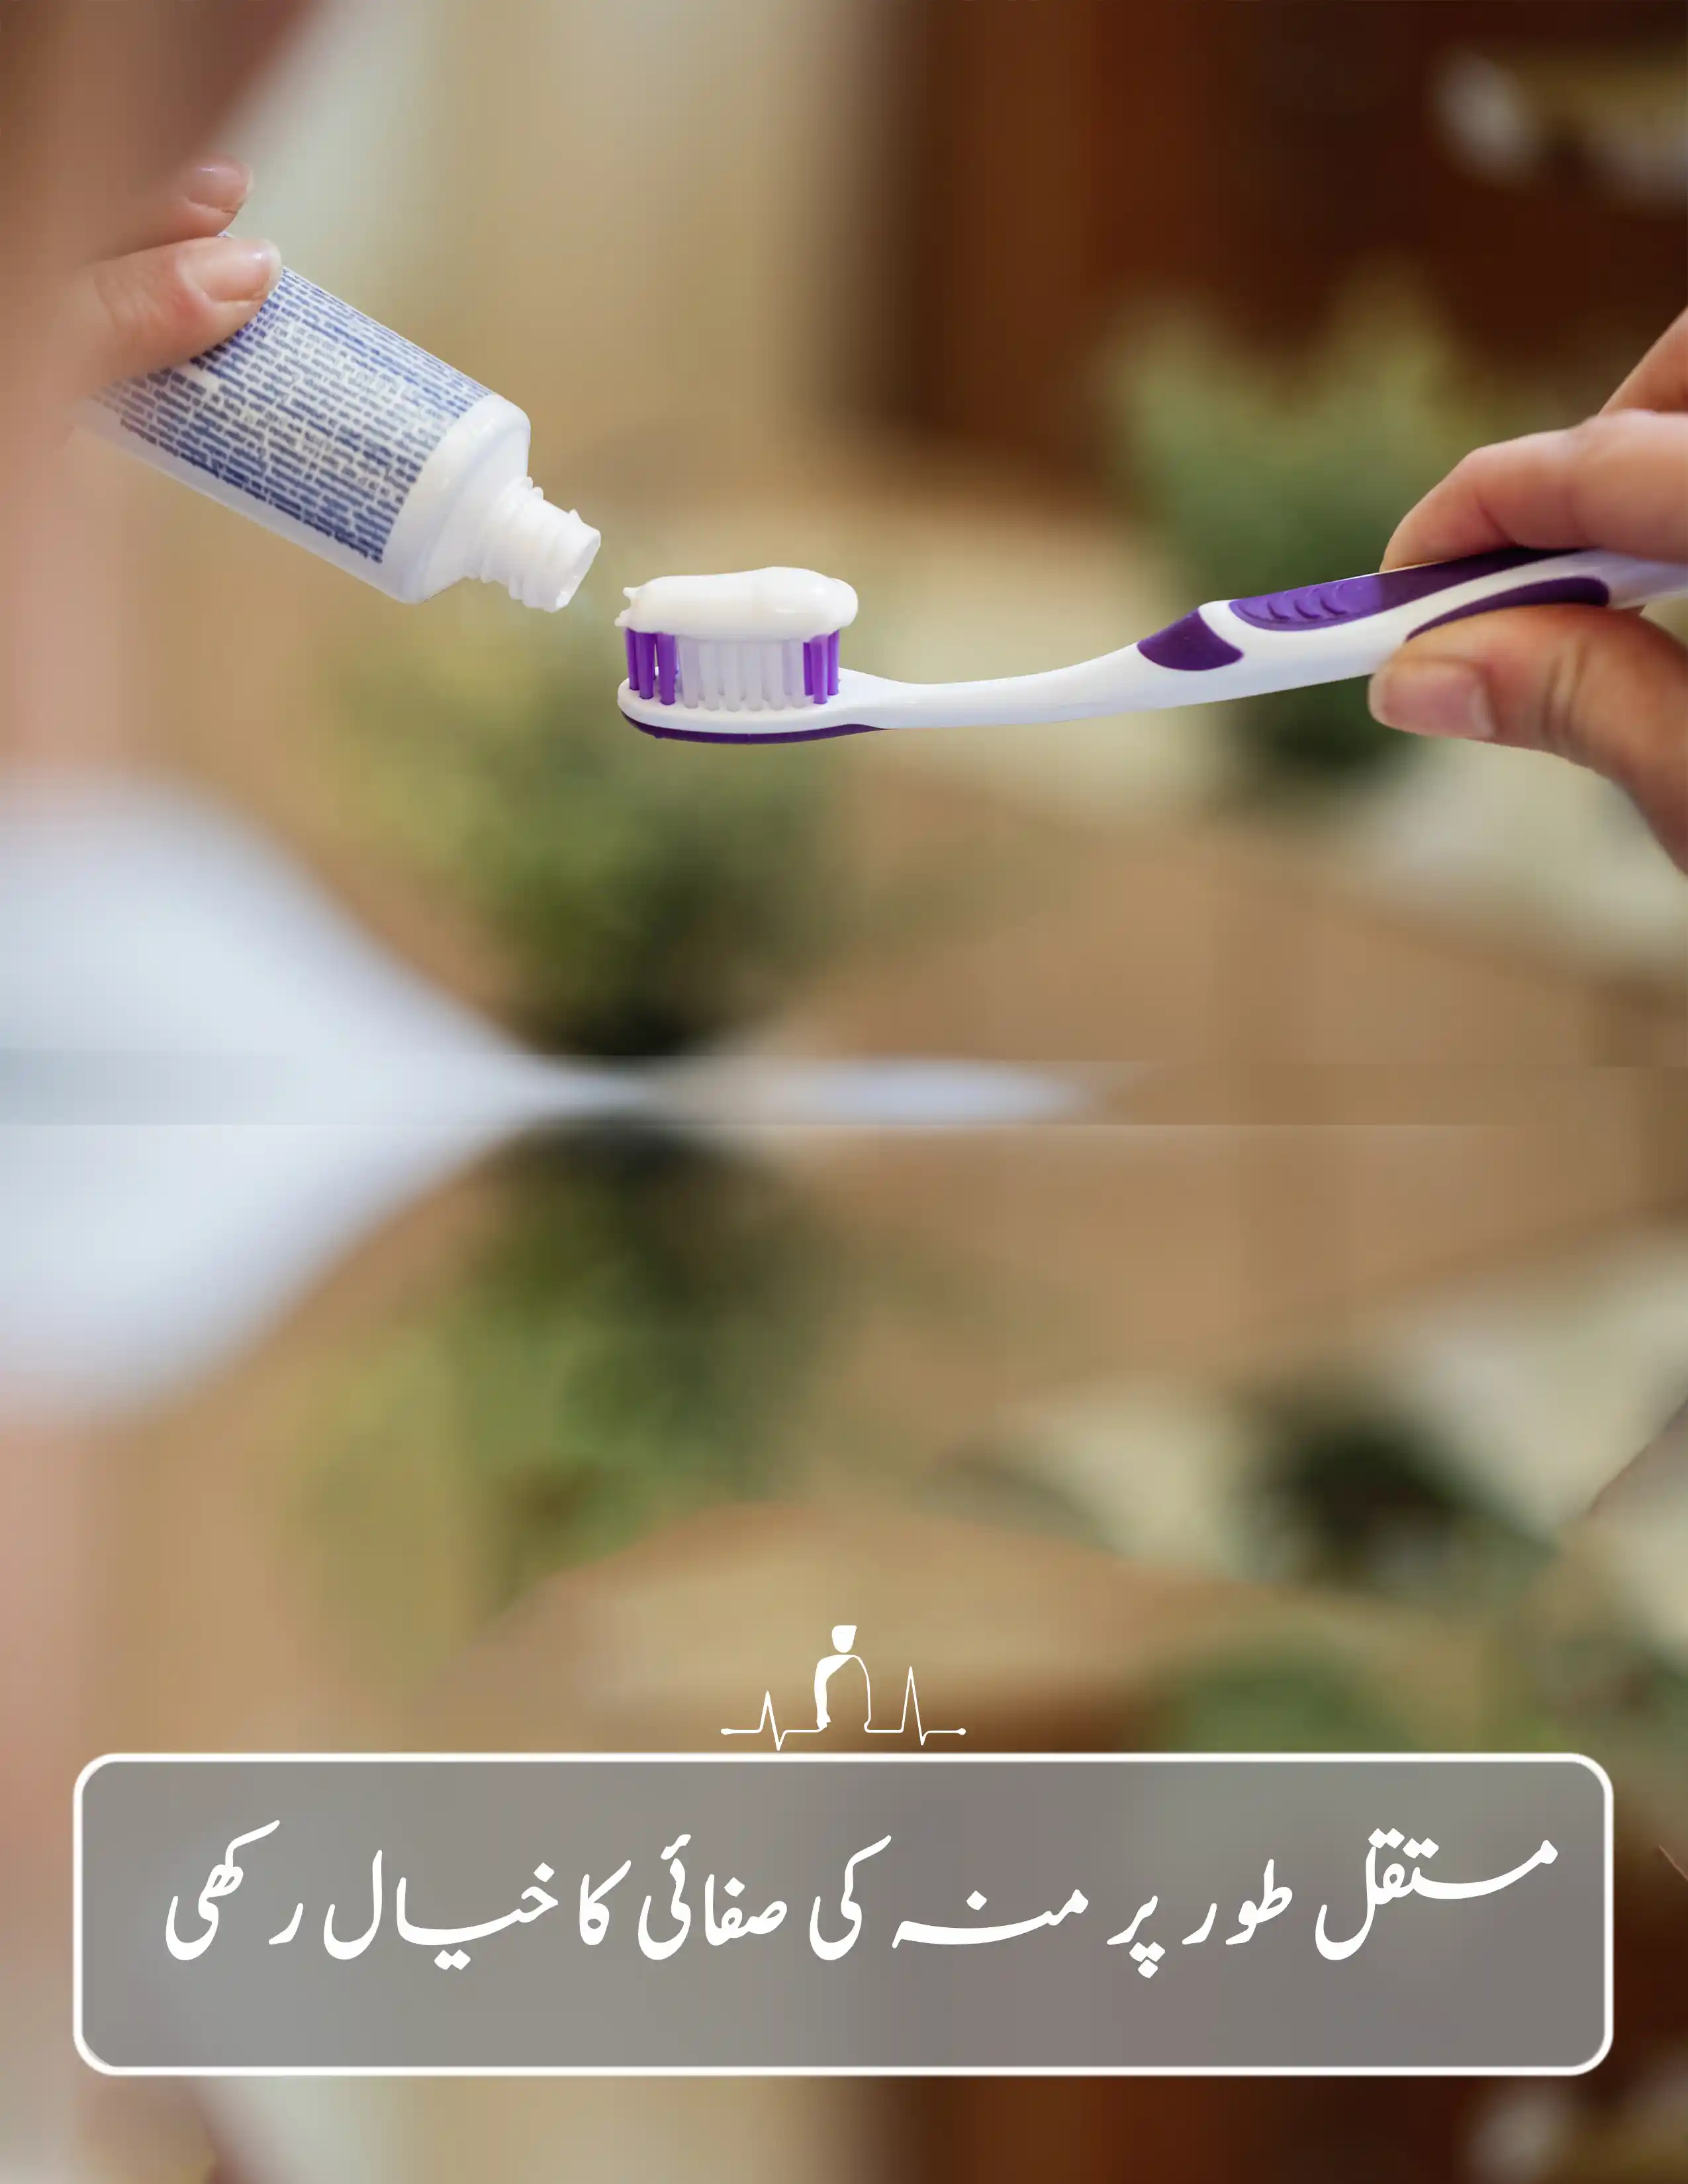 مستقل طور پر منہ کی صفائی کا خیال رکھی